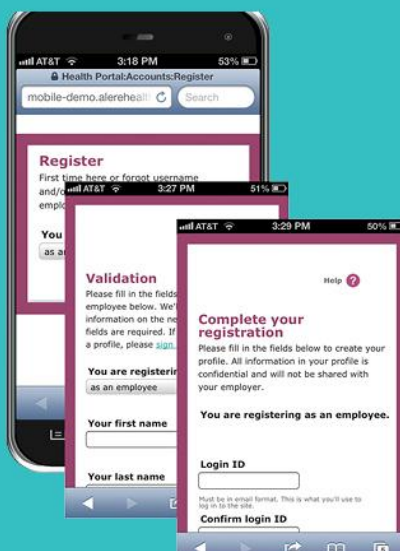 AT&T 3:18 PM 53%
Health Portal:Accounts:Register
mobile-demo.alereheal
Search
Register
First time here or forgot username
and/o
emplo
You
as a
AT&T 3:27 PM 51%
Validation
Please fill in the fields
employee below. We'
information on the ne
fields are required. If
a profile, please sign
You are registerin
as an employee
Your first name
Your last name
AT&T 3:29 PM 50%
Help ?
Complete your
registration
Please fill in the fields below to create your
profile. All information in your profile is
confidential and will not be shared with
your employer.
You are registering as an employee.
Login ID
Must be in email format. This is what you'll use to
log in to the site.
Confirm login ID